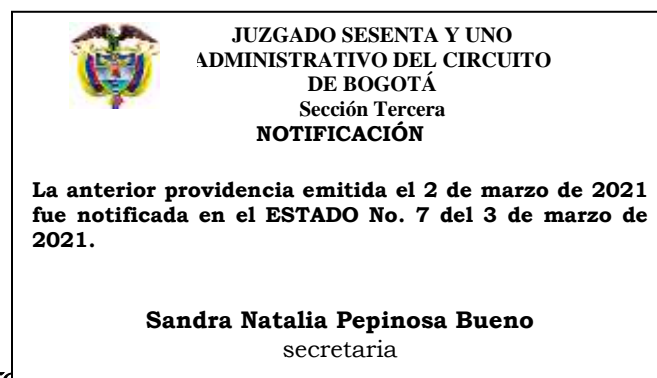 JUZGADO SESENTA Y UNO
ADMINISTRATIVO DEL CIRCUITO
DE BOGOTÁ
Sección Tercera
NOTIFICACIÓN
La anterior providencia emitida el 2 de marzo de 2021
fue notificada en el ESTADO No. 7 del 3 de marzo de
2021.
Sandra Natalia Pepinosa Bueno
secretaria